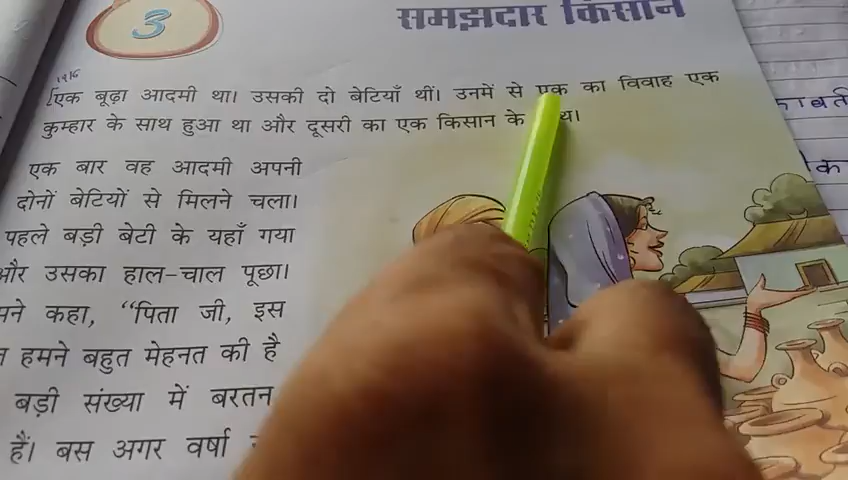 3
समझदार किसान
एक बूढ़ा आदमी था। उसकी दो बेटियाँ थीं। उनमें से एक का विवाह एक
कुम्हार के साथ हुआ था और दूसरी का एक किसान के
एक बार वह आदमी अपनी
दोनों बेटियों से मिलने चला।
पहले बड़ी बेटी के यहाँ गया
और उसका हाल-चाल पूछा।
कहा, “पिता जी, इस
हमने बहुत मेहनत की है
बड़ी संख्या में बरतन
हैं। बस अगर वर्षा